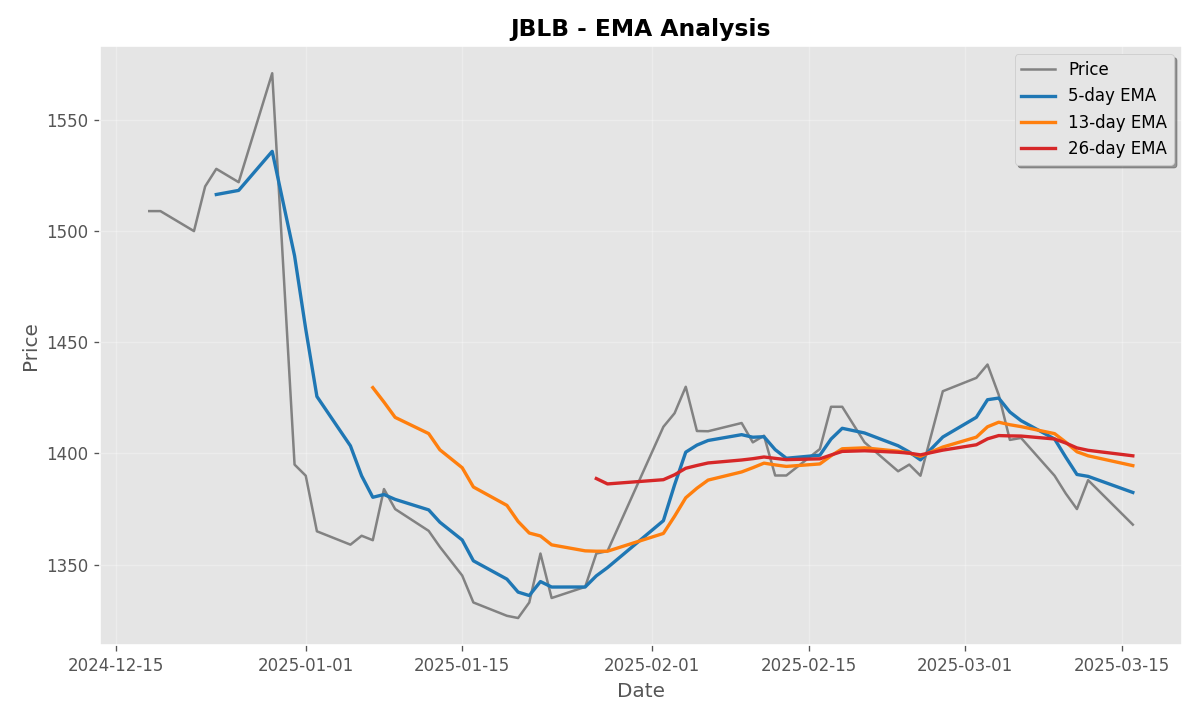 JBLB - EMA Analysis
Price
5-day EMA
13-day EMA
26-day EMA
Price
1550
1500
1450
1400
1350
2024-12-15
2025-01-01
2025-01-15
2025-02-01
2025-02-15
2025-03-01
2025-03-15
Date